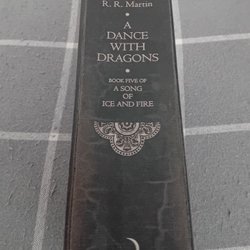 R. R. Martin
A
DANCE
WITH
DRAGONS
BOOK FIVE OF
A SONG
OF
ICE AND FIRE